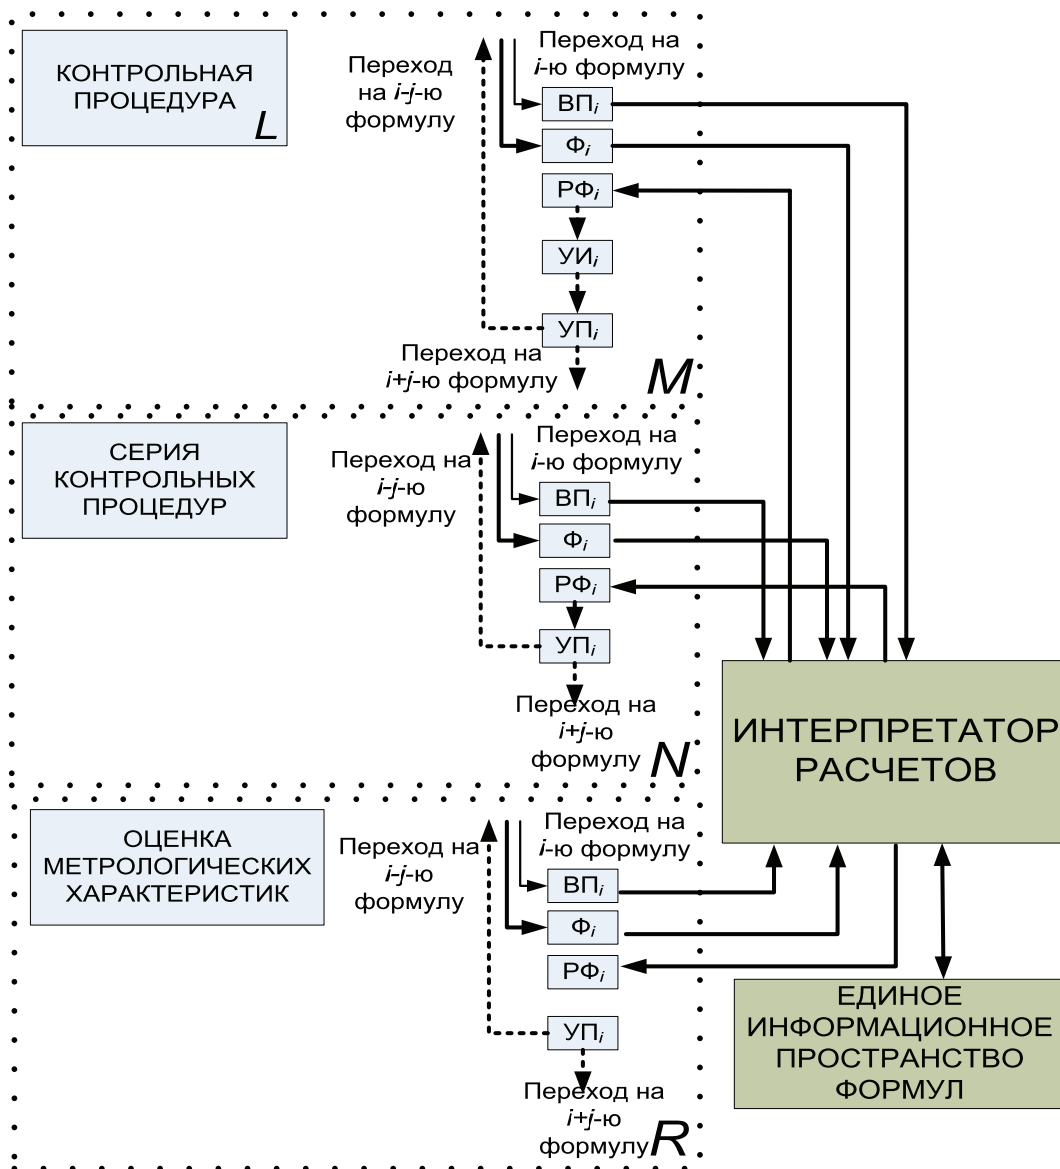 КОНТРОЛЬНАЯ
ПРОЦЕДУРА
L
Переход
на i-j-ю
формулу
Переход на
i-ю формулу
ВПi
Фi
РФi
УИi
УПi
Переход на
i+j-ю формулу
M
СЕРИЯ
КОНТРОЛЬНЫХ
ПРОЦЕДУР
Переход на
i-j-ю
формулу
Переход на
i-ю формулу
ВПi
Фi
РФi
УПi
Переход на
i+j-ю
формулу
N
ОЦЕНКА
МЕТРОЛОГИЧЕСКИХ
ХАРАКТЕРИСТИК
Переход на
i-j-ю
формулу
Переход на
i-ю формулу
ВПi
Фi
РФi
УПi
Переход на
i+j-ю
формулу
R
ИНТЕРПРЕТАТОР
РАСЧЕТОВ
ЕДИНОЕ
ИНФОРМАЦИОННОЕ
ПРОСТРАНСТВО
ФОРМУЛ